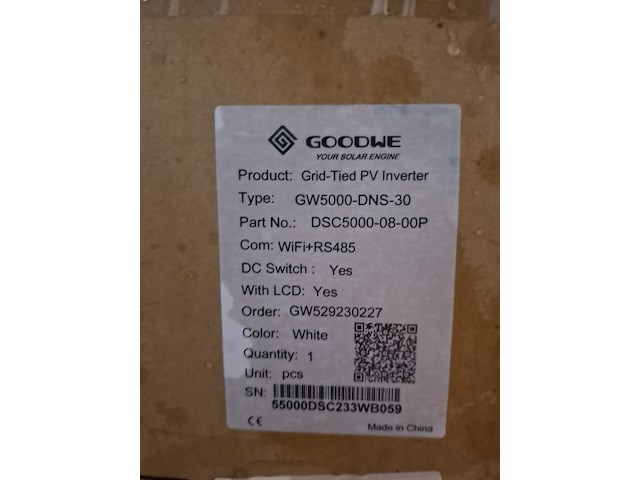 GOODWE
YOUR SOLAR ENGINE
Product: Grid-Tied PV Inverter
Type: GW5000-DNS-30
Part No.: DSC5000-08-00P
Com: WiFi+RS485
DC Switch : Yes
With LCD: Yes
Order: GW529230227
Color: White
Quantity: 1
Unit: pcs
SN:
55000DSC233WB059
CE
Made in China